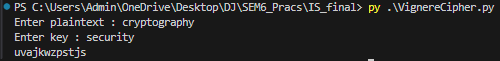 PS C:\Users\Admin\OneDrive\Desktop\DJ\SEM6_Pracs\IS_final> py .\VignereCipher.py
Enter plaintext : cryptography
Enter key : security
uvajkwzpstjs